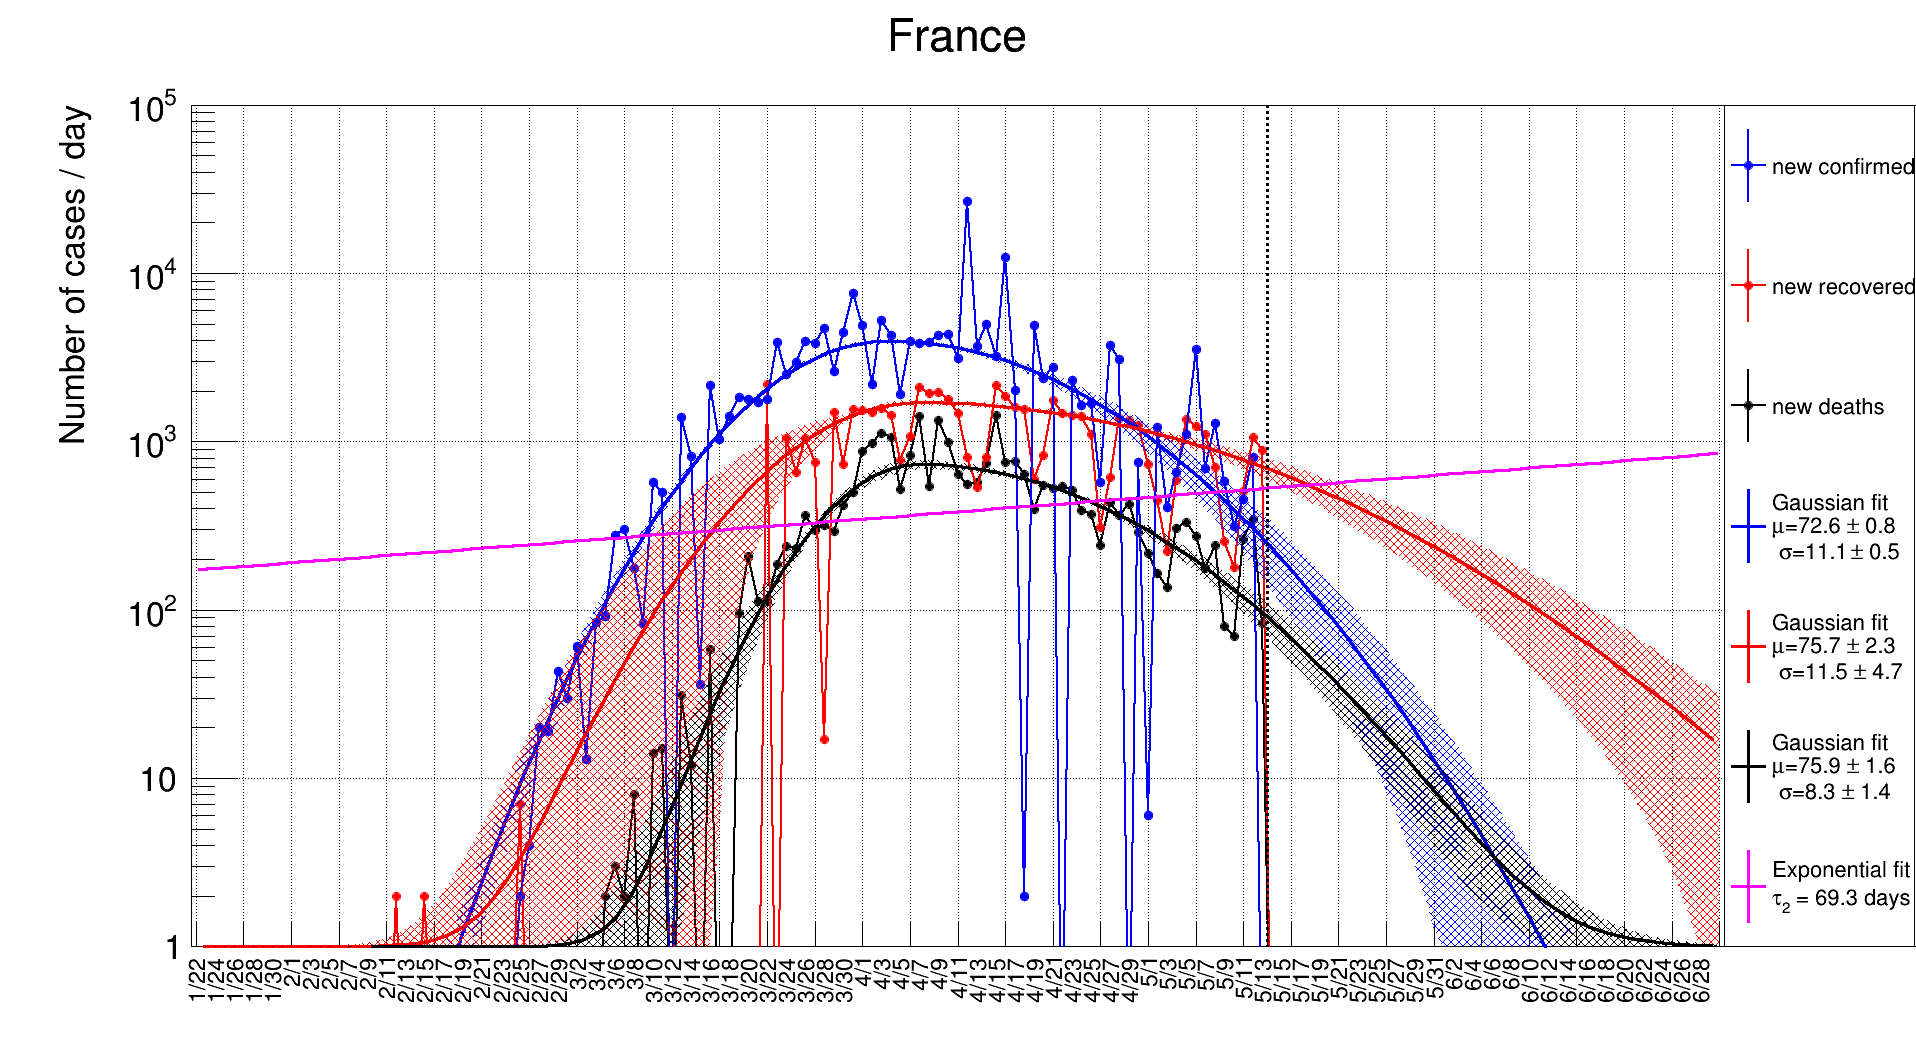 France
Number of cases / day
10⁵
10⁴
10³
10²
10
1
1/22 1/24 1/26 1/28 1/30 2/1 2/3 2/5 2/7 2/9 2/11 2/13 2/15 2/17 2/19 2/21 2/23 2/25 2/27 2/29 3/2 3/4 3/6 3/8 3/10 3/12 3/14 3/16 3/18 3/20 3/22 3/24 3/26 3/28 3/30 4/1 4/3 4/5 4/7 4/9 4/11 4/13 4/15 4/17 4/19 4/21 4/23 4/25 4/27 4/29 5/1 5/3 5/5 5/7 5/9 5/11 5/13 5/15 5/17 5/19 5/21 5/23 5/25 5/27 5/29 5/31 6/2 6/4 6/6 6/8 6/10 6/12 6/14 6/16 6/18 6/20 6/22 6/24 6/26 6/28
new confirmed
new recovered
new deaths
Gaussian fit
μ=72.6 ± 0.8
σ=11.1 ± 0.5
Gaussian fit
μ=75.7 ± 2.3
σ=11.5 ± 4.7
Gaussian fit
μ=75.9 ± 1.6
σ=8.3 ± 1.4
Exponential fit
τ₂ = 69.3 days